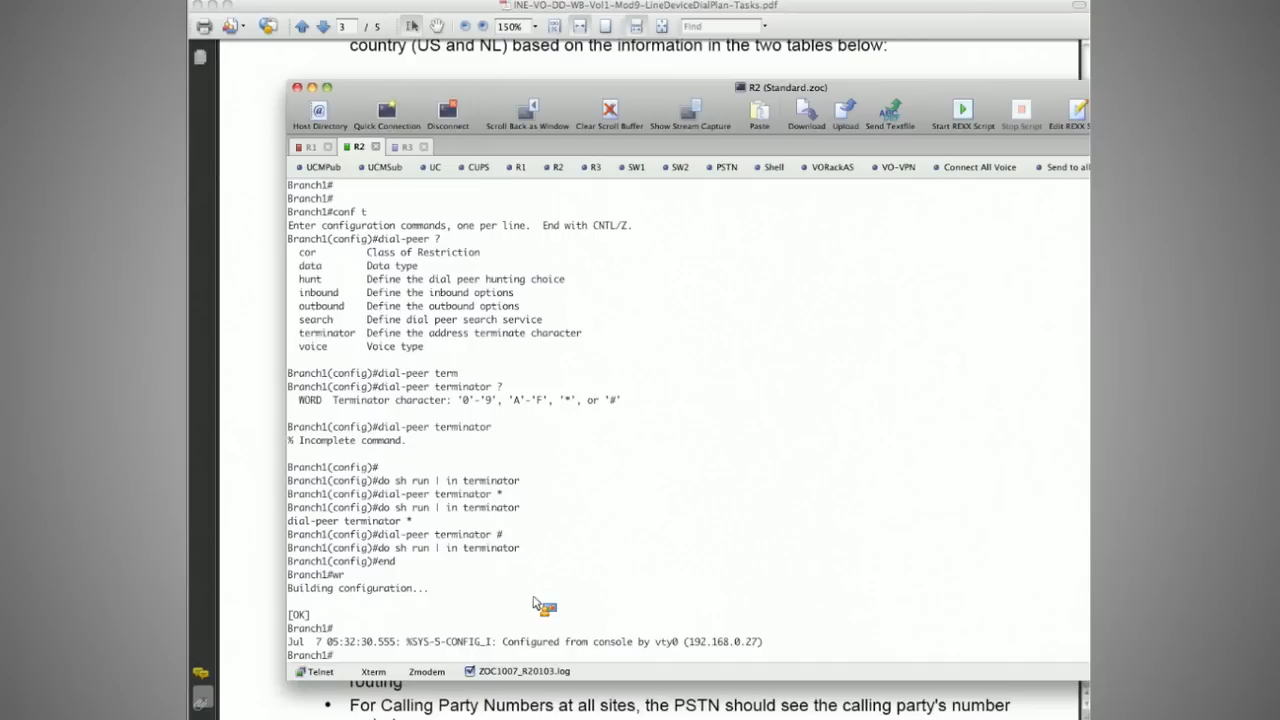 INE-VO-DD-WB-Vol1-Mod9-LineDeviceDialPlan-Tasks.pdf
3 / 5 150% Find
country (US and NL) based on the information in the two tables below:
R2 (Standard.zoc)
Host Directory Quick Connection Disconnect Scroll Back as Window Clear Scroll Buffer Show Stream Capture Paste Download Upload Send Textfile Start REXX Script Stop Script Edit REXX S
R1 R2 R3
UCMPub UCMSub UC CUPS R1 R2 R3 SW1 SW2 PSTN Shell VORackAS VO-VPN Connect All Voice Send to all
Branch1#
Branch1#
Branch1#conf t
Enter configuration commands, one per line.  End with CNTL/Z.
Branch1(config)#dial-peer ?
cor Class of Restriction
data Data type
hunt Define the dial peer hunting choice
inbound Define the inbound options
outbound Define the outbound options
search Define dial peer search service
terminator Define the address terminate character
voice Voice type
Branch1(config)#dial-peer term
Branch1(config)#dial-peer terminator ?
WORD Terminator character: '0'-'9', 'A'-'F', '*', or '#'
Branch1(config)#dial-peer terminator
% Incomplete command.
Branch1(config)#
Branch1(config)#do sh run | in terminator
Branch1(config)#dial-peer terminator *
Branch1(config)#do sh run | in terminator
dial-peer terminator *
Branch1(config)#dial-peer terminator #
Branch1(config)#do sh run | in terminator
Branch1(config)#end
Branch1#wr
Building configuration...
[OK]
Branch1#
Jul 7 05:32:30.555: %SYS-5-CONFIG_I: Configured from console by vty0 (192.168.0.27)
Branch1#
Telnet Xterm Zmodem ZOC1007_R20103.log
routing
• For Calling Party Numbers at all sites, the PSTN should see the calling party's number